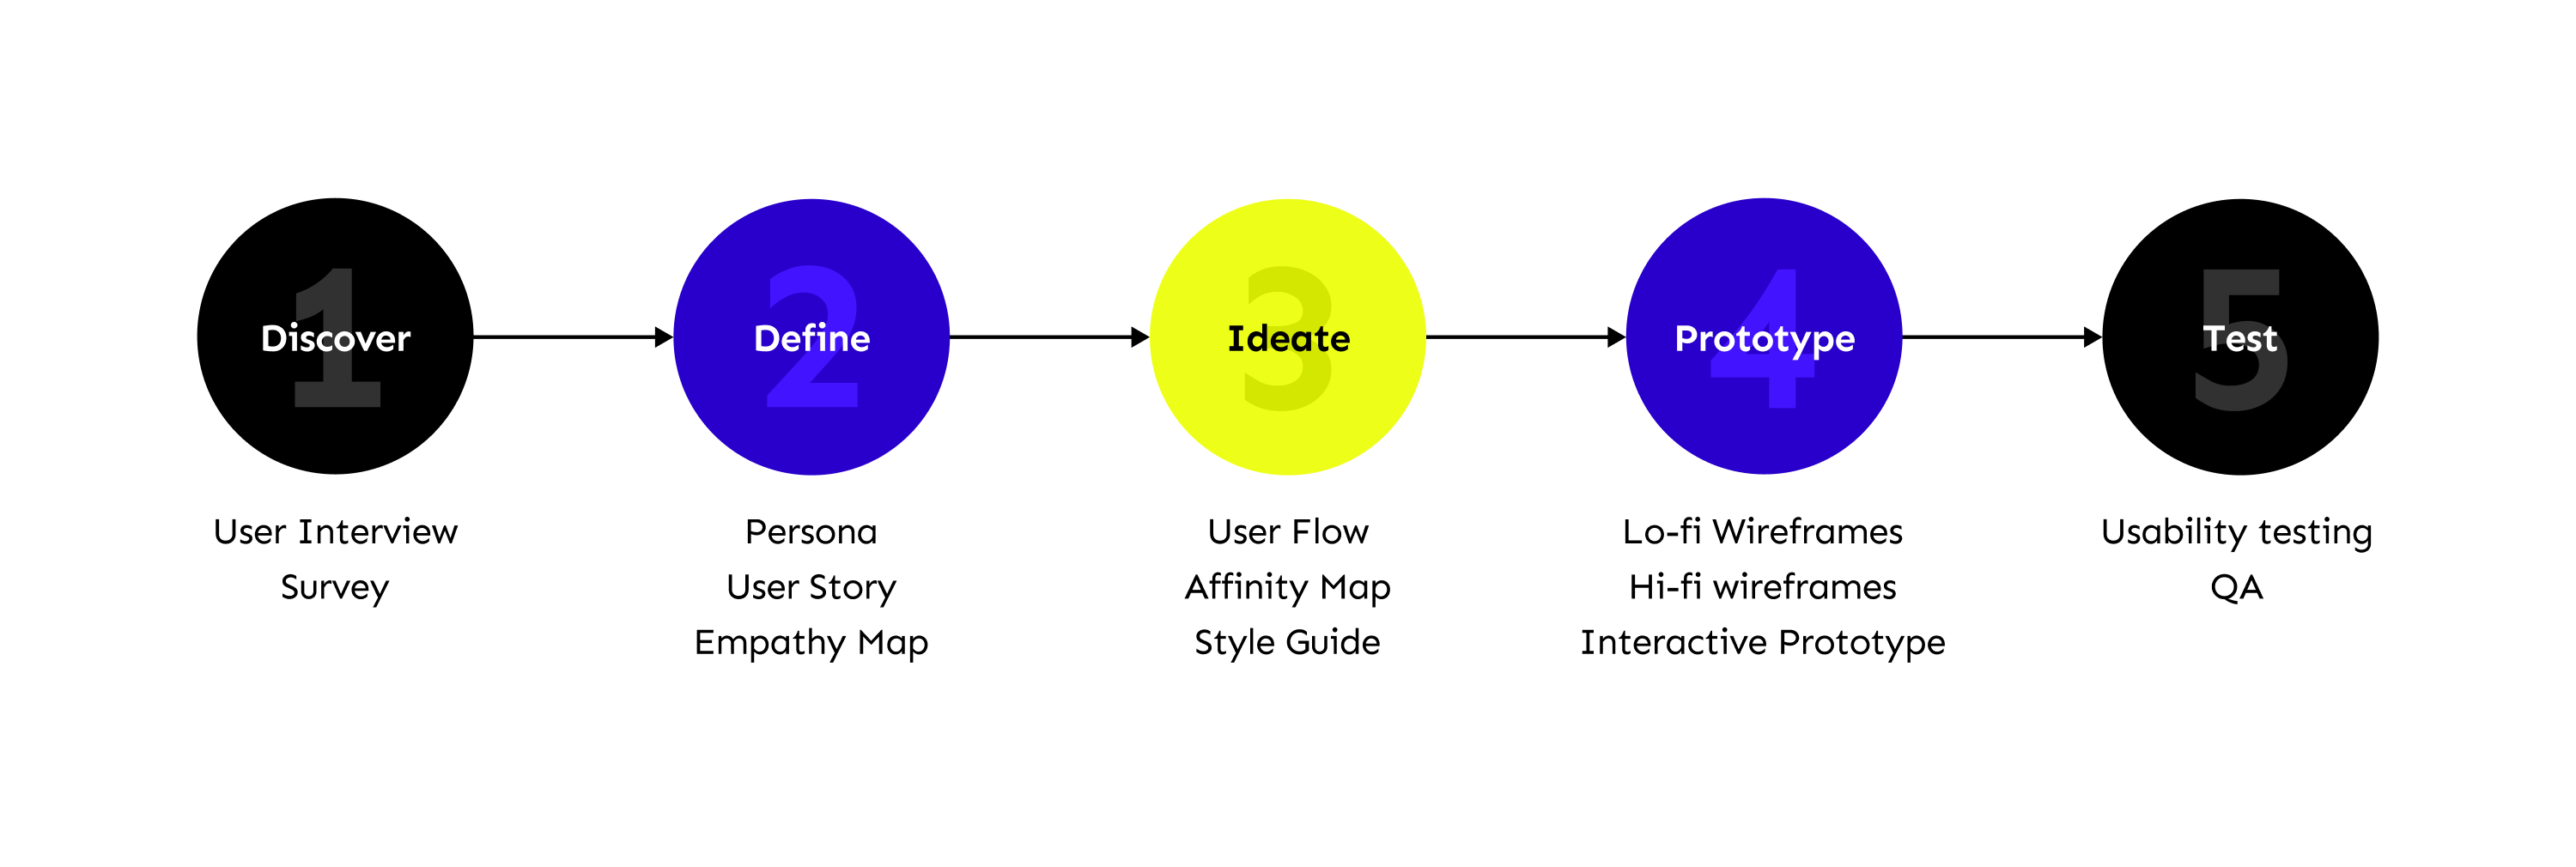 1
Discover
User Interview
Survey
2
Define
Persona
User Story
Empathy Map
3
Ideate
User Flow
Affinity Map
Style Guide
4
Prototype
Lo-fi Wireframes
Hi-fi wireframes
Interactive Prototype
5
Test
Usability testing
QA